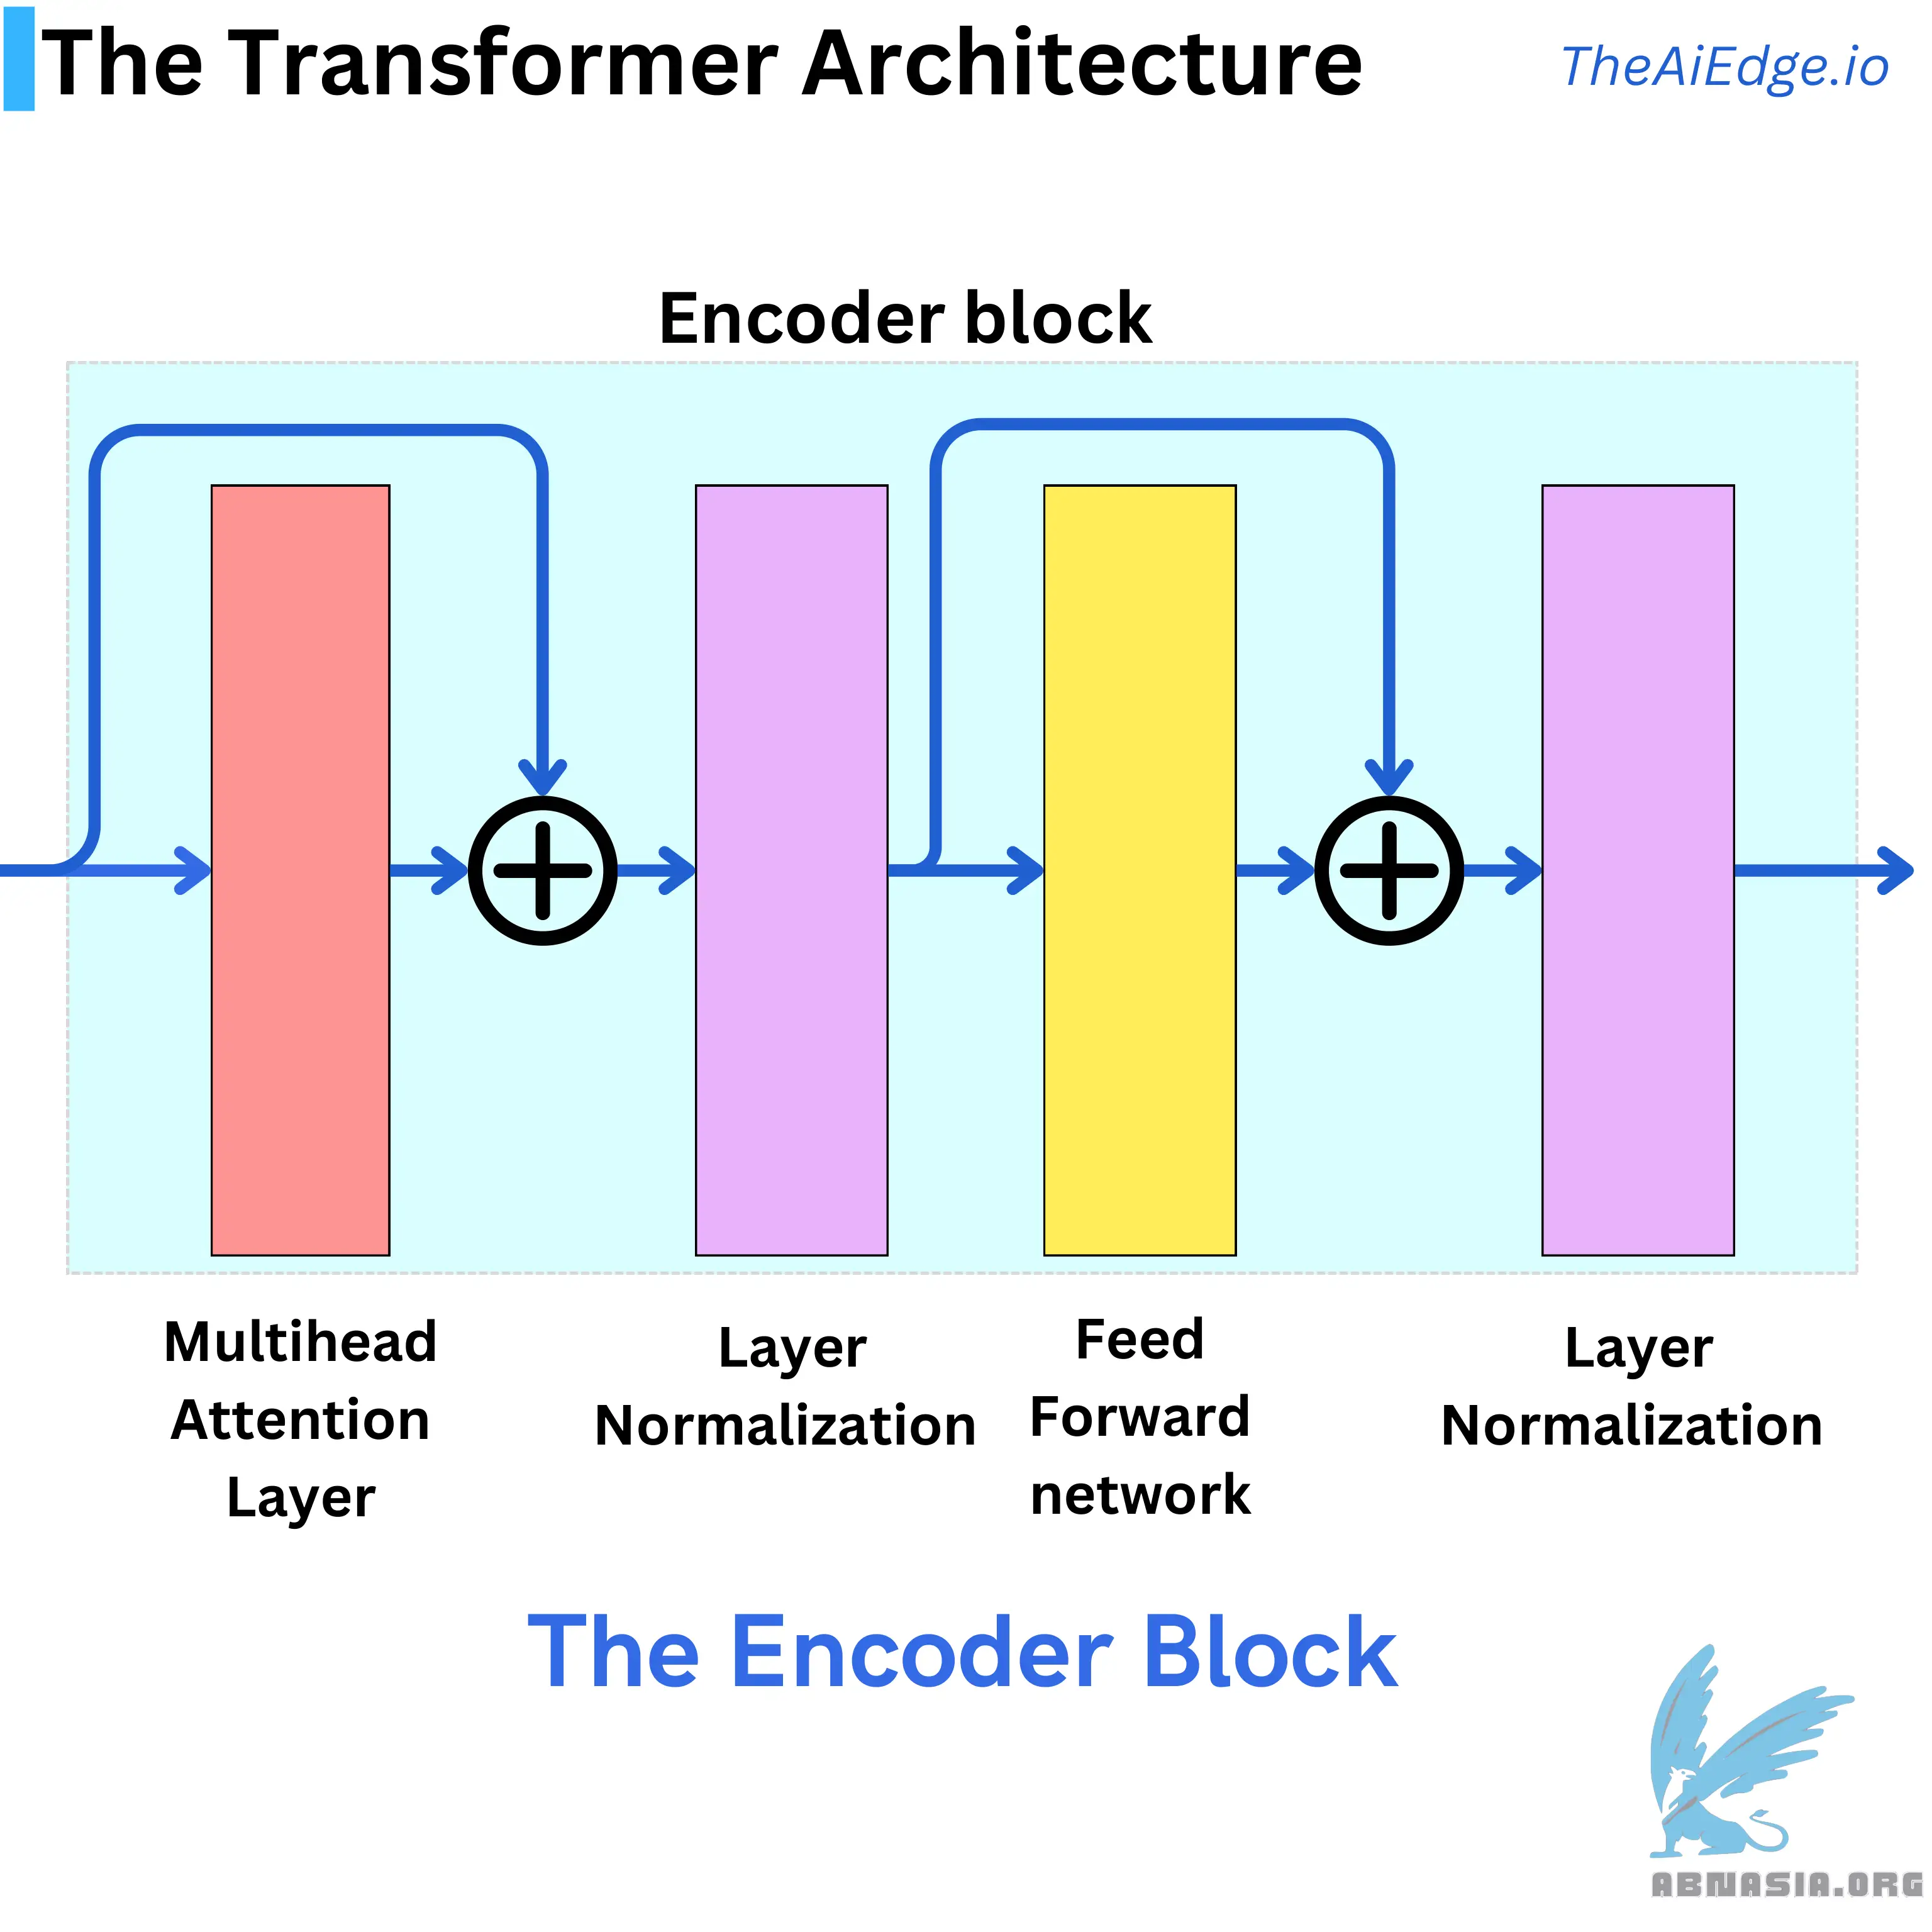 The Transformer Architecture
TheAiEdge.io
Encoder block
Multihead
Attention
Layer
Layer
Normalization
Feed
Forward
network
Layer
Normalization
The Encoder Block
ABNASIA.ORG